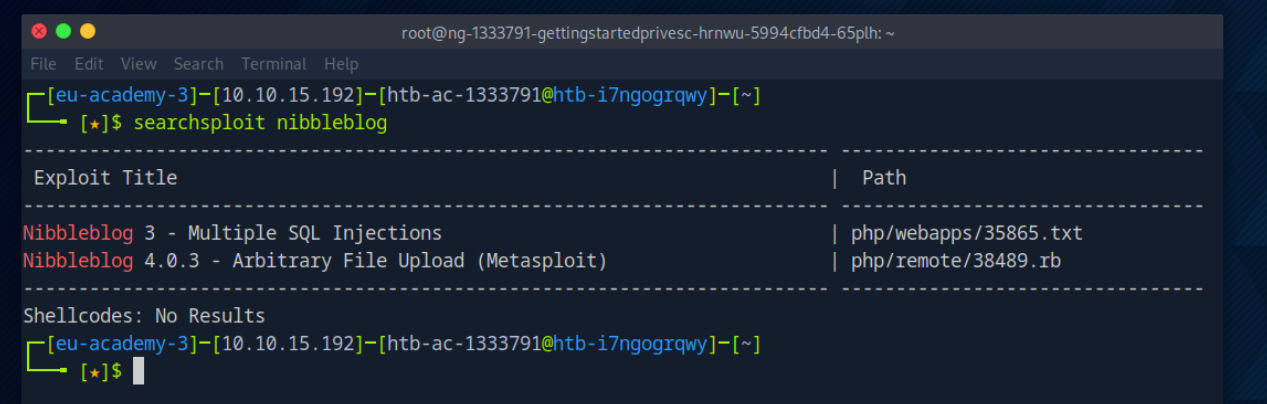 root@ng-1333791-gettingstartedprivesc-hrnwu-5994cfbd4-65plh: ~
File Edit View Search Terminal Help
┌─[eu-academy-3]─[10.10.15.192]─[htb-ac-1333791@htb-i7ngogrqwy]─[~]
└──╼ [★]$ searchsploit nibbleblog
---------------------------------------------------------------------------- ---------------------------------
Exploit Title | Path
---------------------------------------------------------------------------- ---------------------------------
Nibbleblog 3 - Multiple SQL Injections | php/webapps/35865.txt
Nibbleblog 4.0.3 - Arbitrary File Upload (Metasploit) | php/remote/38489.rb
---------------------------------------------------------------------------- ---------------------------------
Shellcodes: No Results
┌─[eu-academy-3]─[10.10.15.192]─[htb-ac-1333791@htb-i7ngogrqwy]─[~]
└──╼ [★]$